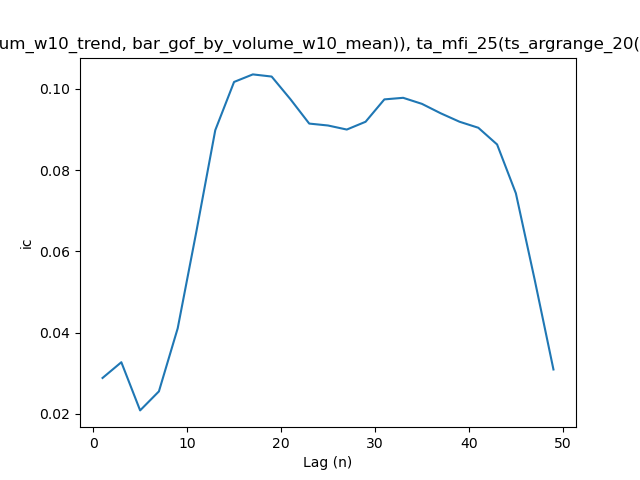 um_w10_trend, bar_gof_by_volume_w10_mean)), ta_mfi_25(ts_argrange_20(
0.10
0.08
0.06
0.04
0.02
ic
0 10 20 30 40 50
Lag (n)